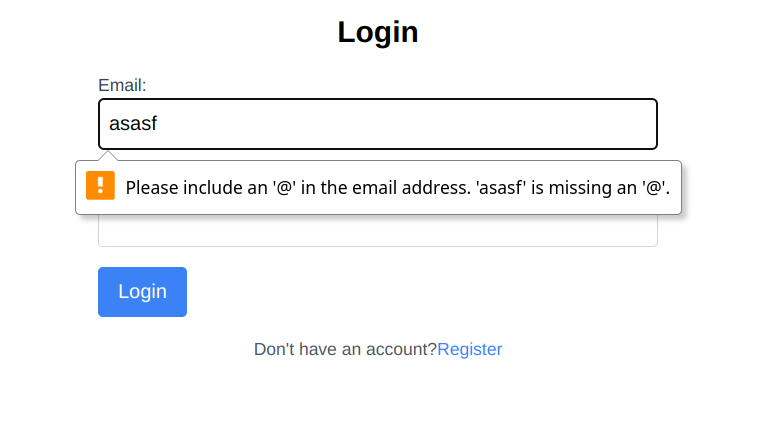 Login
Email:
asasf
Please include an '@' in the email address. 'asasf' is missing an '@'.
Login
Don't have an account?Register